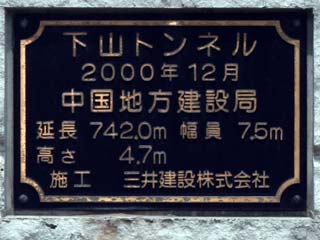 下山トンネル
2000年12月
中国地方建設局
延長 742.0m 幅員 7.5m
高さ 4.7m
施工 三井建設株式会社